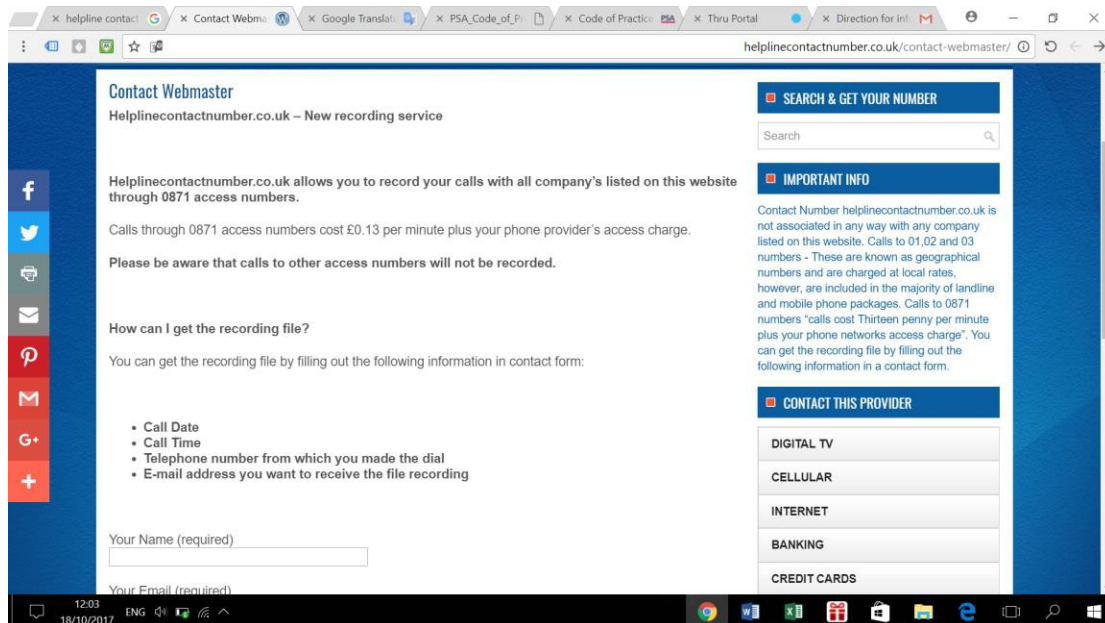 helpline contact
Contact Webma
Google Translat
PSA_Code_of_Pr
Code of Practice
PSA
Thru Portal
Direction for inf
helplinecontactnumber.co.uk/contact-webmaster/
Contact Webmaster
Helplinecontactnumber.co.uk – New recording service
Helplinecontactnumber.co.uk allows you to record your calls with all company's listed on this website
through 0871 access numbers.
Calls through 0871 access numbers cost £0.13 per minute plus your phone provider's access charge.
Please be aware that calls to other access numbers will not be recorded.
How can I get the recording file?
You can get the recording file by filling out the following information in contact form:
• Call Date
• Call Time
• Telephone number from which you made the dial
• E-mail address you want to receive the file recording
Your Name (required)
Your Email (required)
SEARCH & GET YOUR NUMBER
Search
IMPORTANT INFO
Contact Number helplinecontactnumber.co.uk is
not associated in any way with any company
listed on this website. Calls to 01,02 and 03
numbers - These are known as geographical
numbers and are charged at local rates,
however, are included in the majority of landline
and mobile phone packages. Calls to 0871
numbers "calls cost Thirteen penny per minute
plus your phone networks access charge". You
can get the recording file by filling out the
following information in a contact form.
CONTACT THIS PROVIDER
DIGITAL TV
CELLULAR
INTERNET
BANKING
CREDIT CARDS
12:03
18/10/2017
ENG